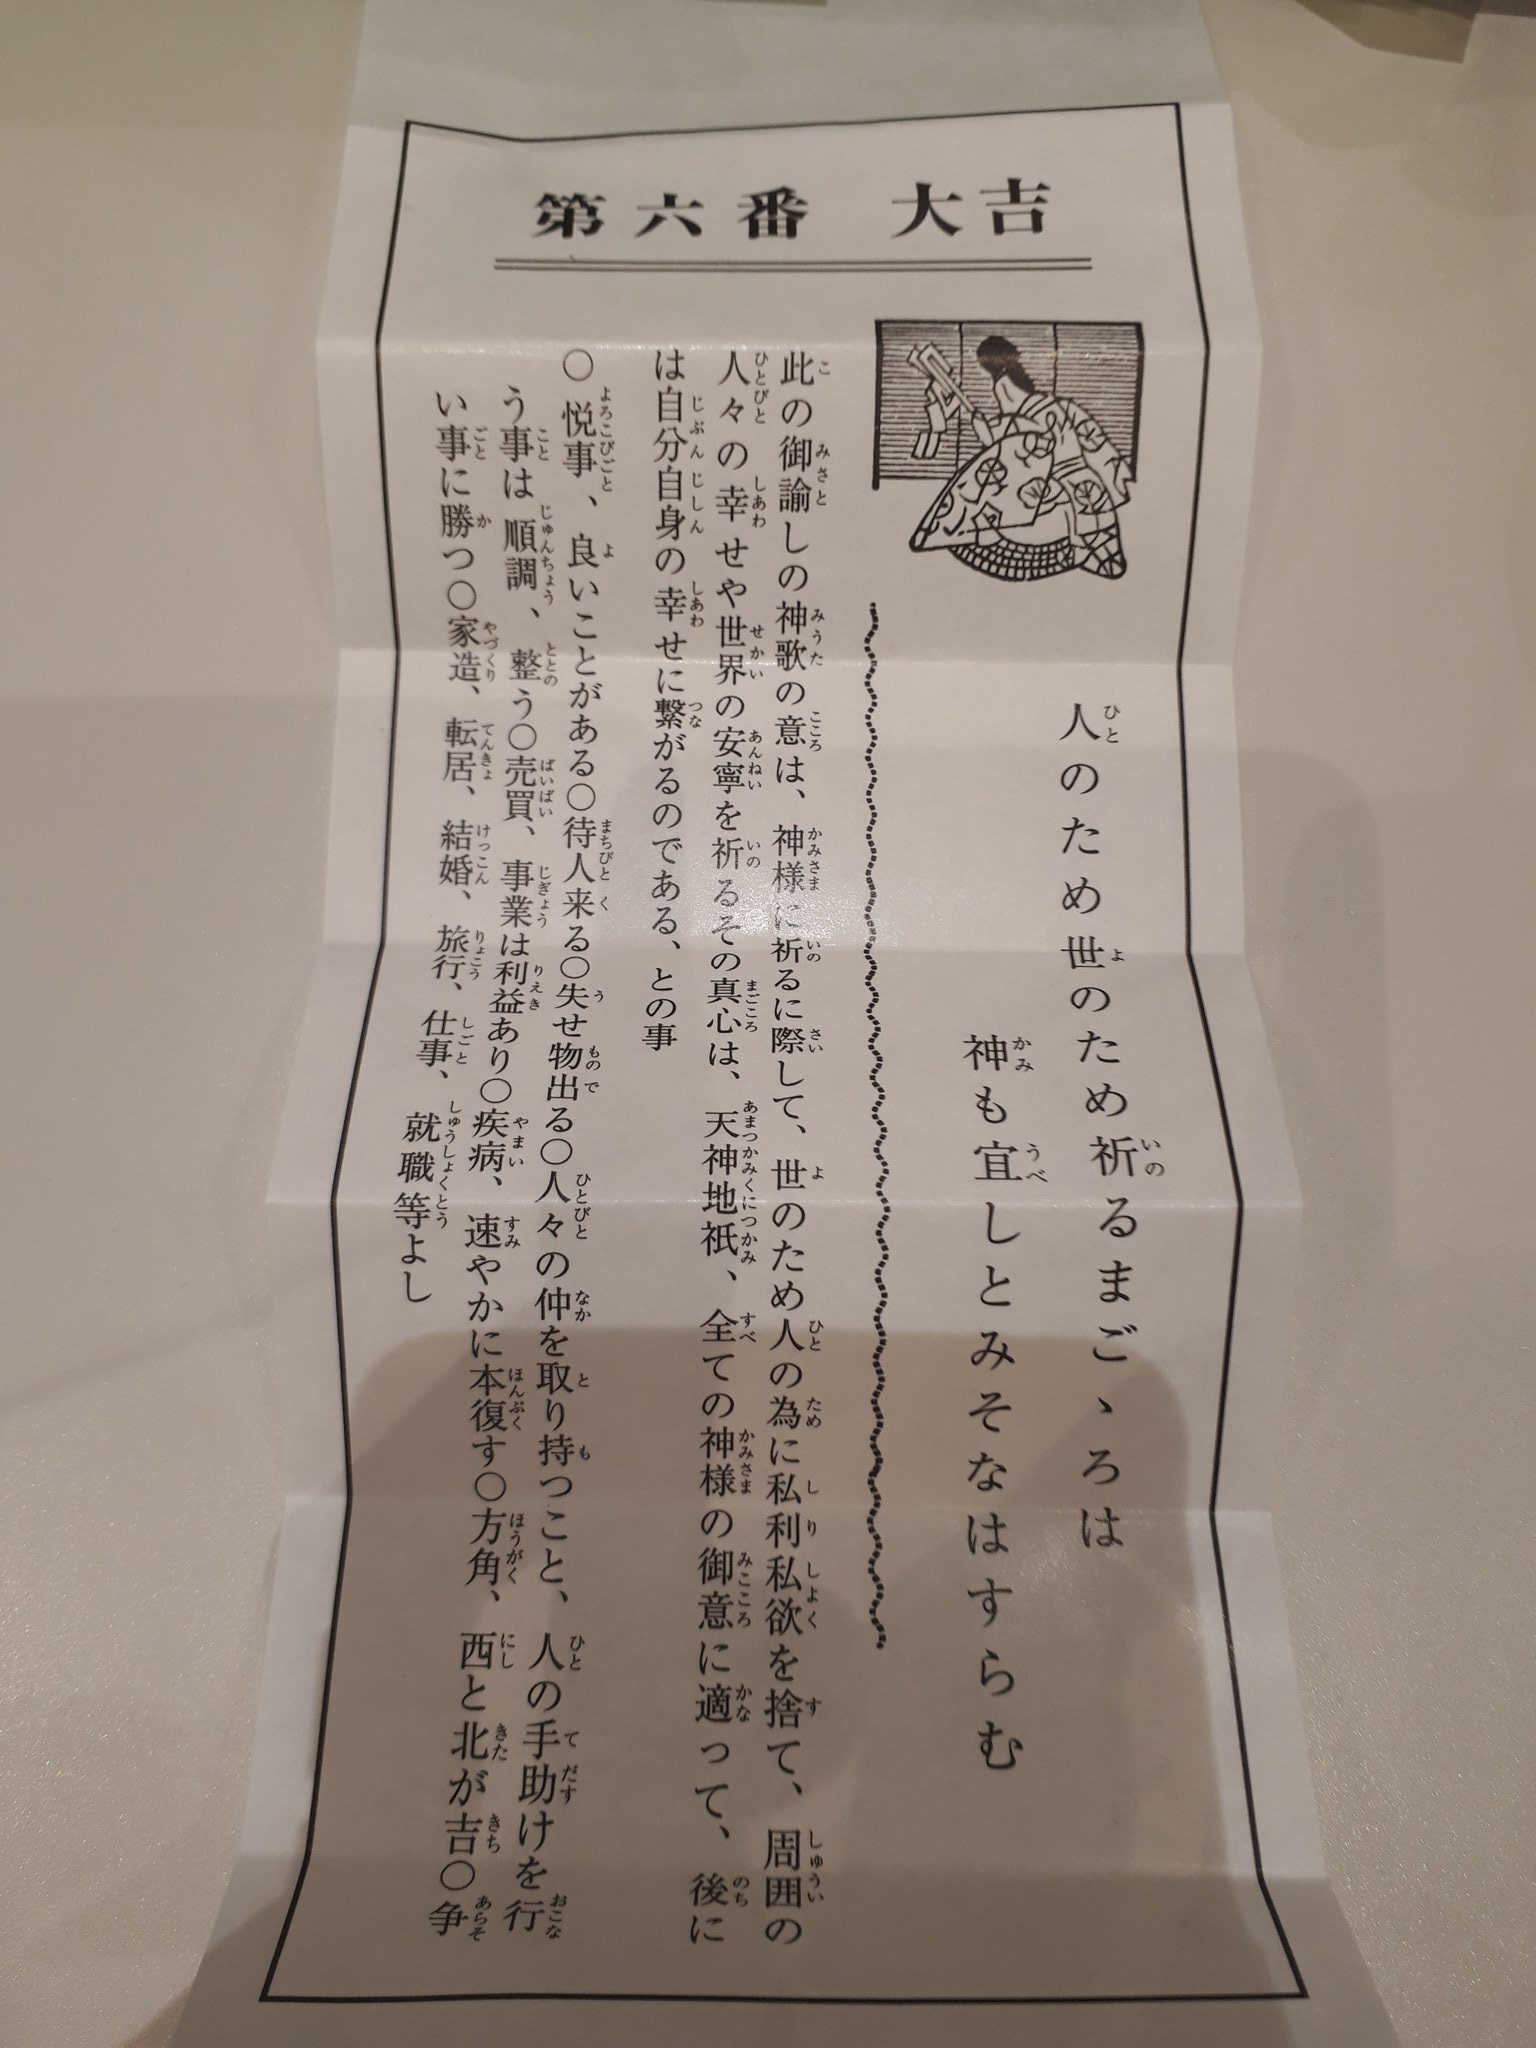 第六番 大吉
人のため世のため祈るまごゝろは
神も宜しとみそなはすらむ
此の御諭しの神歌の意は、神様に祈るに際して、世のため人の為に私利私欲を捨て、周囲の
人々の幸せや世界の安寧を祈るその真心は、天神地祇、全ての神様の御意に適って、後に
は自分自身の幸せに繋がるのである、との事
○悦事、良いことがある○待人来る○失せ物出る○人々の仲を取り持つこと、人の手助けを行
う事は順調、整う○売買、事業は利益あり○疾病、速やかに本復す○方角、西と北が吉○争
い事に勝つ○家造、転居、結婚、旅行、仕事、就職等よし